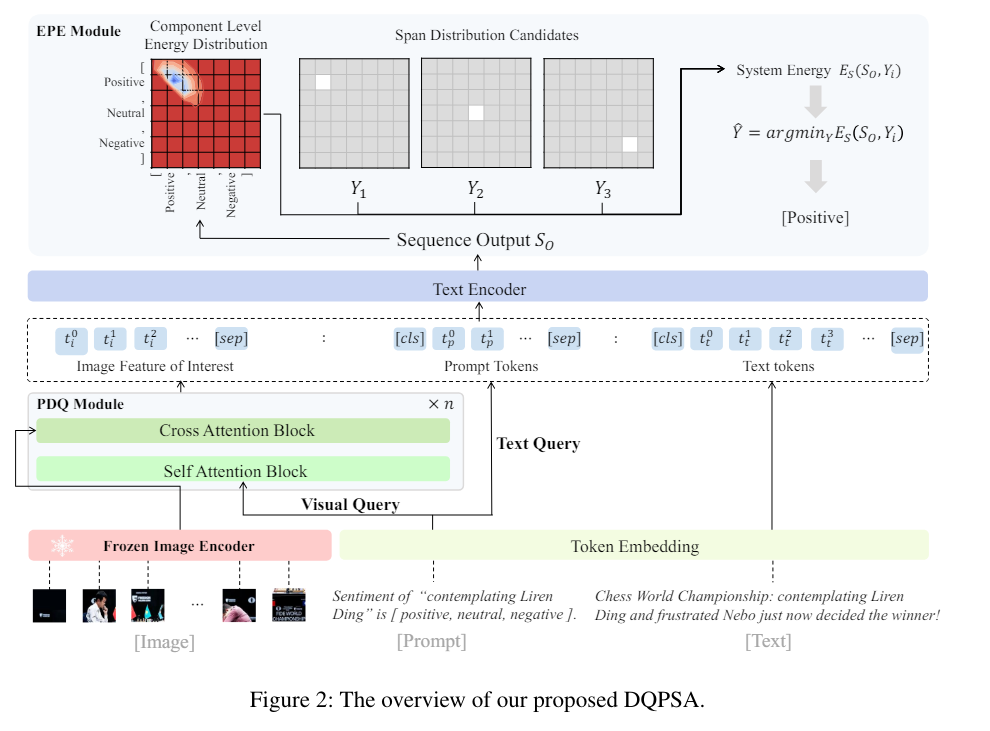 EPE Module
Component Level
Energy Distribution
Span Distribution Candidates
[
Positive
,
Neutral
,
Negative
]
[
Positive
,
Neutral
,
Negative
]
Y₁
Y₂
Y₃
System Energy E_S(S_O, Y_i)
Ŷ = argmin_Y E_S(S_O, Y_i)
[Positive]
Sequence Output S_O
Text Encoder
t_i^0 t_i^1 t_i^2 ⋯ [sep] : [cls] t_p^0 t_p^1 ⋯ [sep] : [cls] t_t^0 t_t^1 t_t^2 t_t^3 ⋯ [sep]
Image Feature of Interest Prompt Tokens Text tokens
PDQ Module × n
Cross Attention Block
Self Attention Block
Text Query
Visual Query
Frozen Image Encoder
Token Embedding
⋯
Sentiment of “contemplating Liren
Ding” is [ positive, neutral, negative ].
Chess World Championship: contemplating Liren
Ding and frustrated Nebo just now decided the winner!
[Image] [Prompt] [Text]
Figure 2: The overview of our proposed DQPSA.